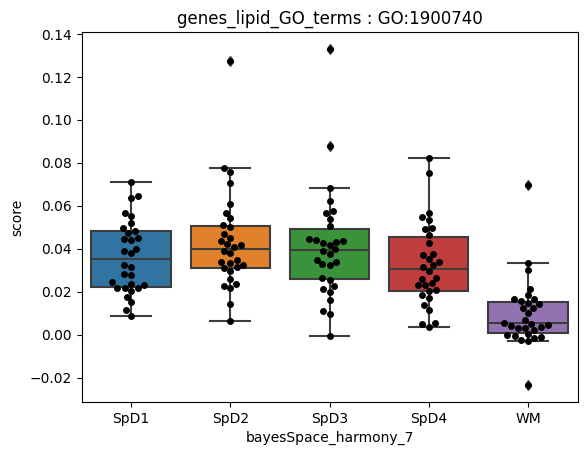 genes_lipid_GO_terms : GO:1900740
0.14
0.12
0.10
0.08
0.06
0.04
0.02
0.00
−0.02
score
SpD1 SpD2 SpD3 SpD4 WM
bayesSpace_harmony_7